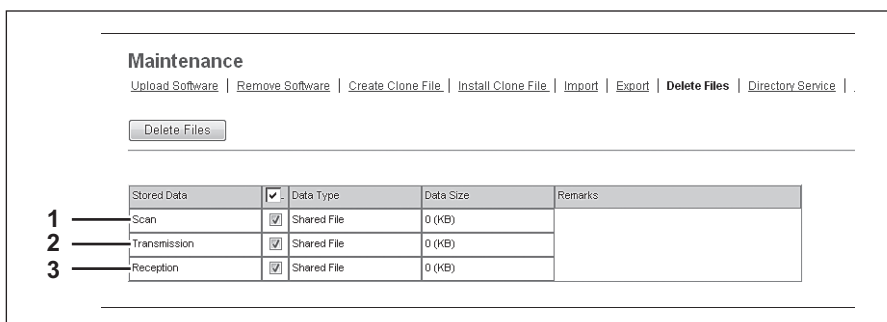 Maintenance
Upload Software | Remove Software | Create Clone File | Install Clone File | Import | Export | Delete Files | Directory Service |
Delete Files
Stored Data Data Type Data Size Remarks
1 Scan Shared File 0 (KB)
2 Transmission Shared File 0 (KB)
3 Reception Shared File 0 (KB)